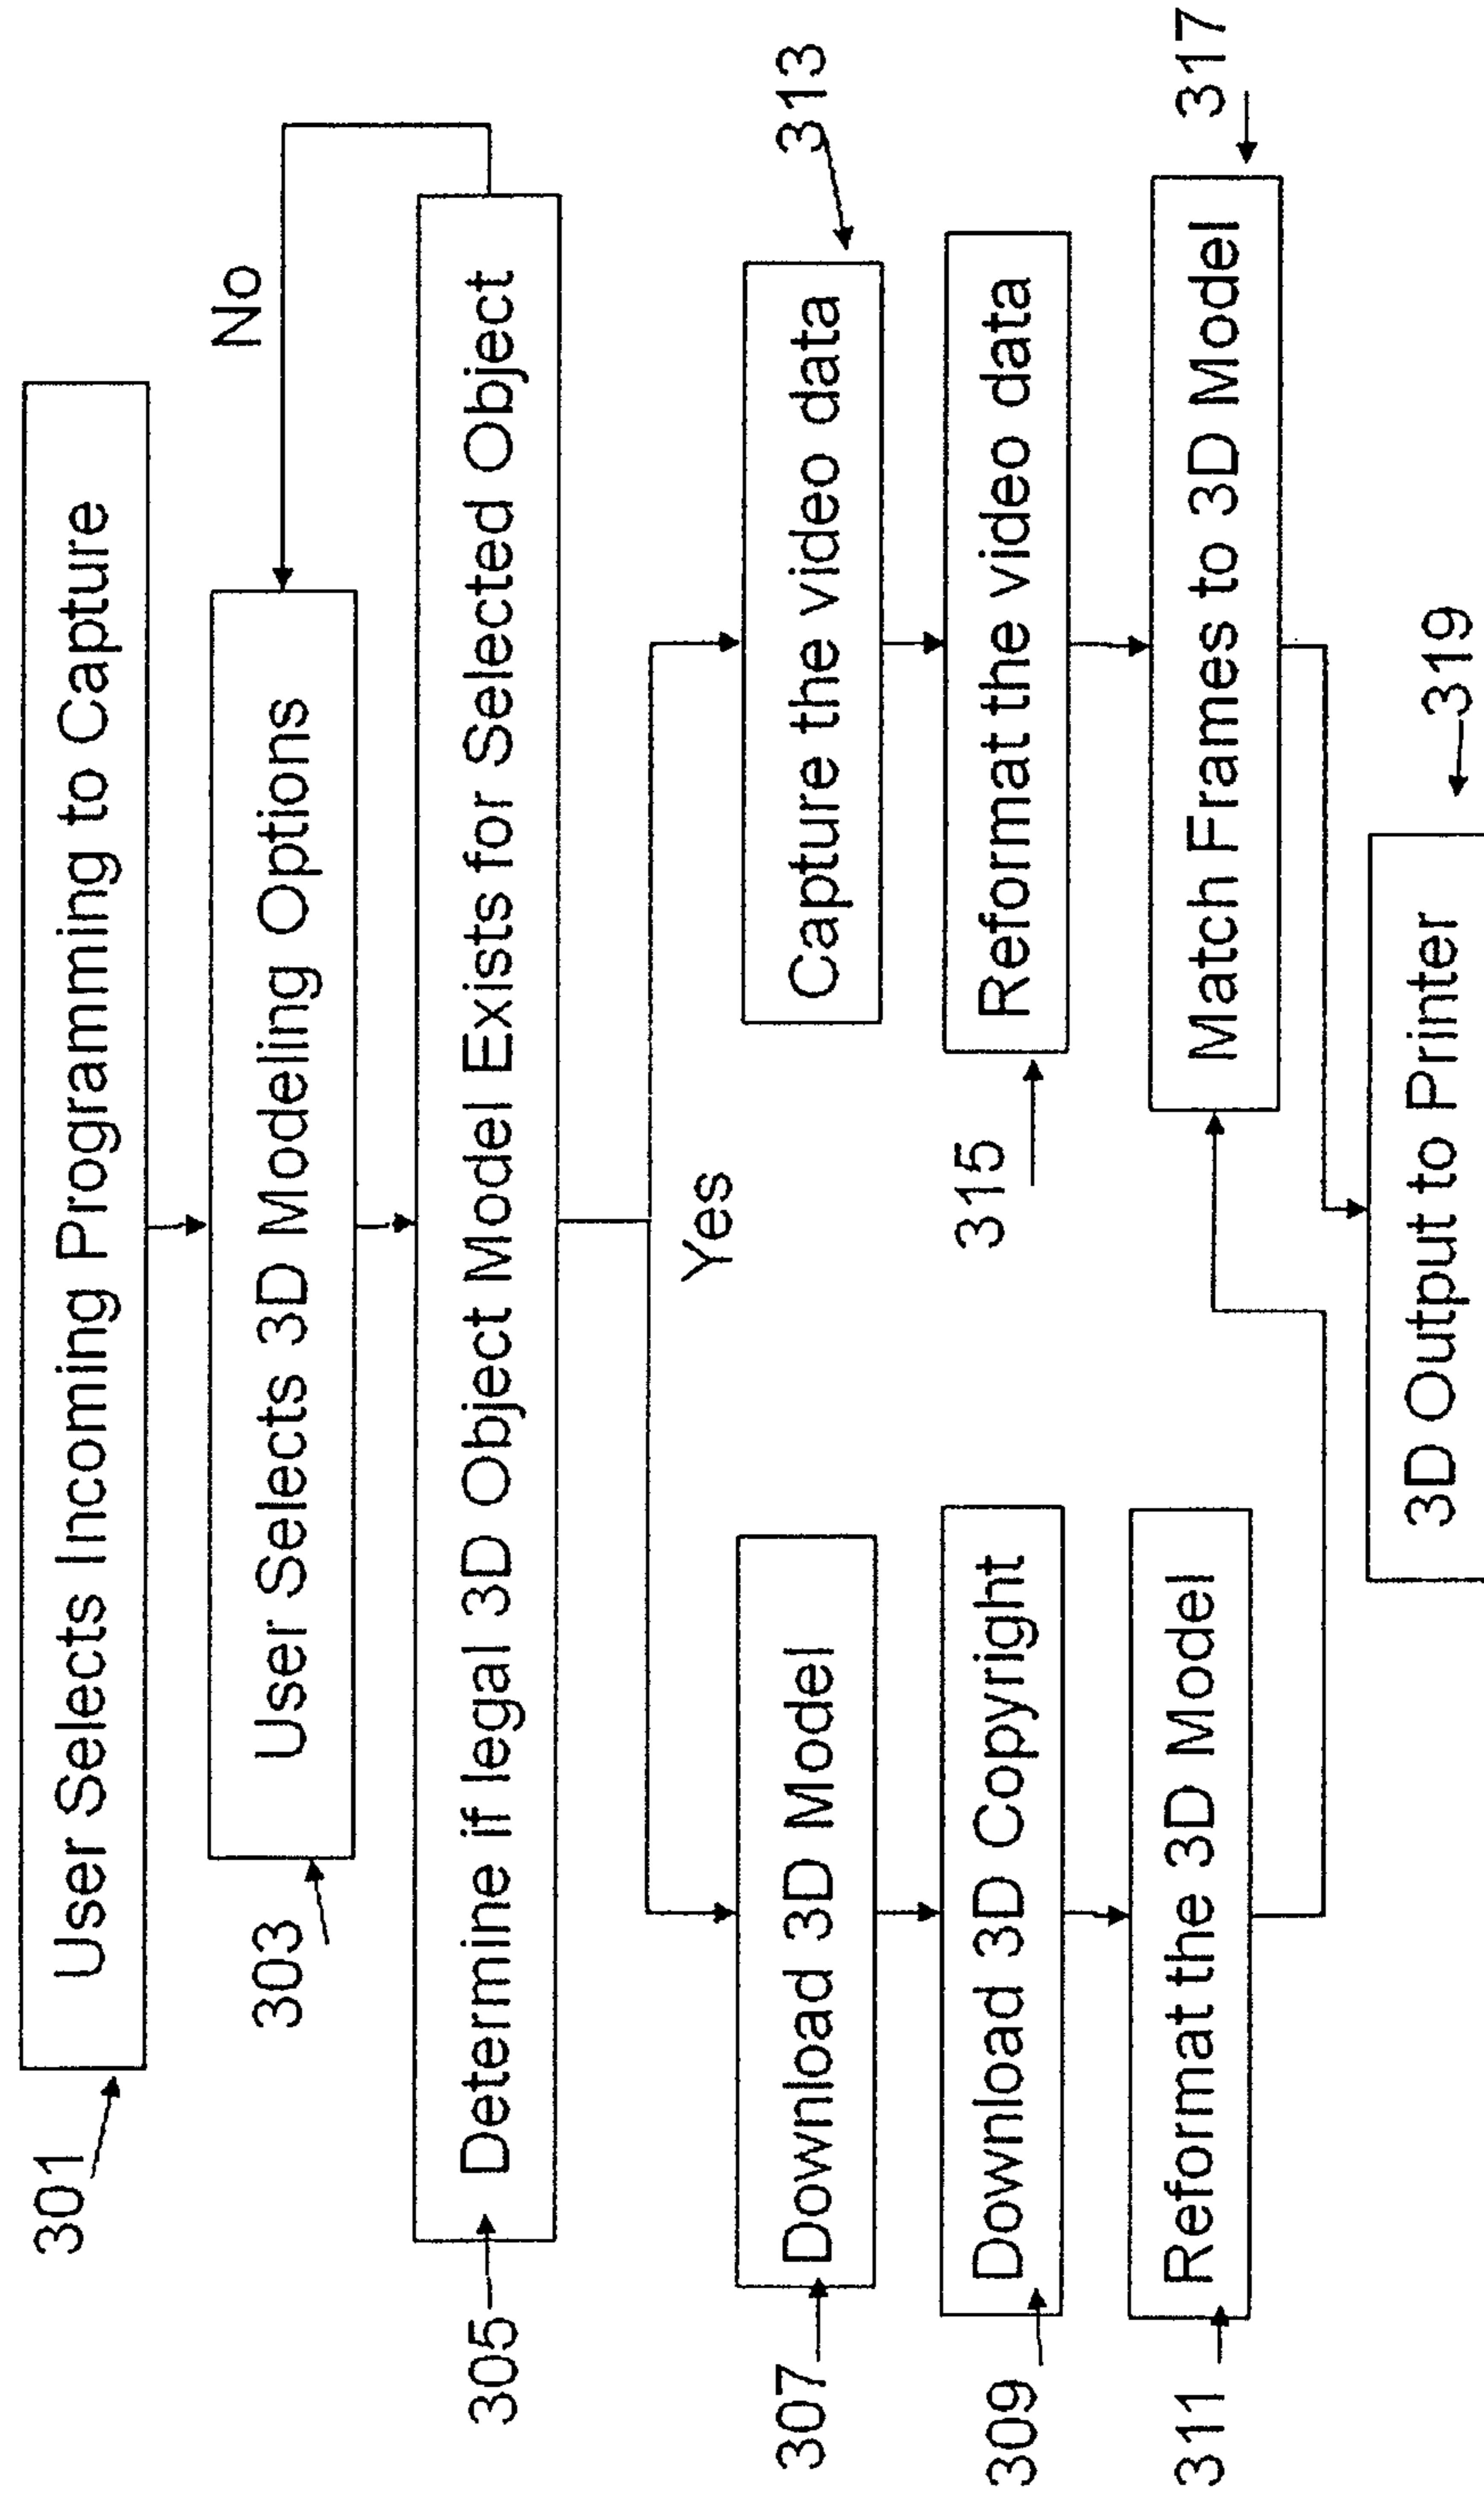 301
User Selects Incoming Programming to Capture
303
User Selects 3D Modeling Options
No
305
Determine if legal 3D Object Model Exists for Selected Object
Yes
307
Download 3D Model
309
Download 3D Copyright
311
Reformat the 3D Model
313
Capture the video data
315
Reformat the video data
317
Match Frames to 3D Model
319
3D Output to Printer